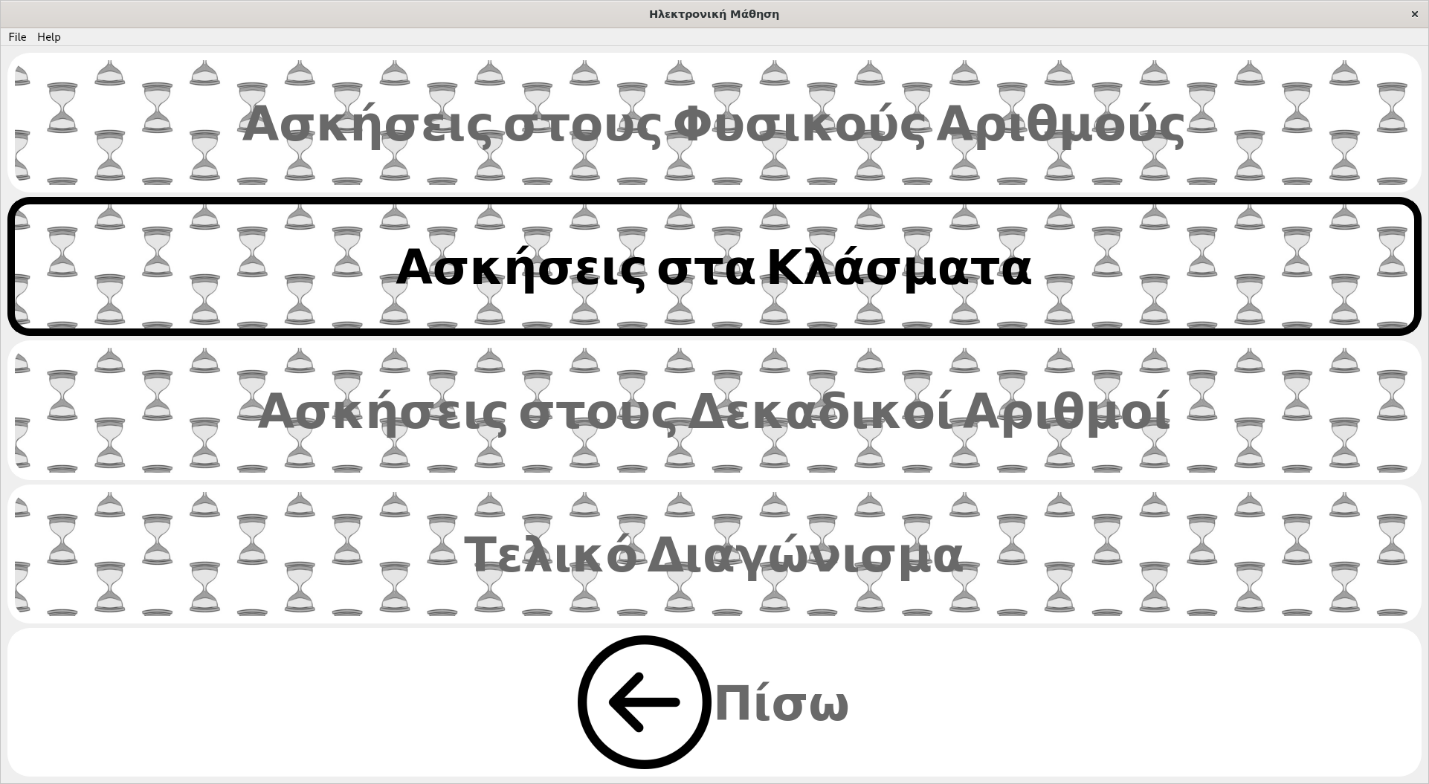 Ηλεκτρονική Μάθηση
File Help
Ασκήσεις στους Φυσικούς Αριθμούς
Ασκήσεις στα Κλάσματα
Ασκήσεις στους Δεκαδικοί Αριθμοί
Τελικό Διαγώνισμα
Πίσω